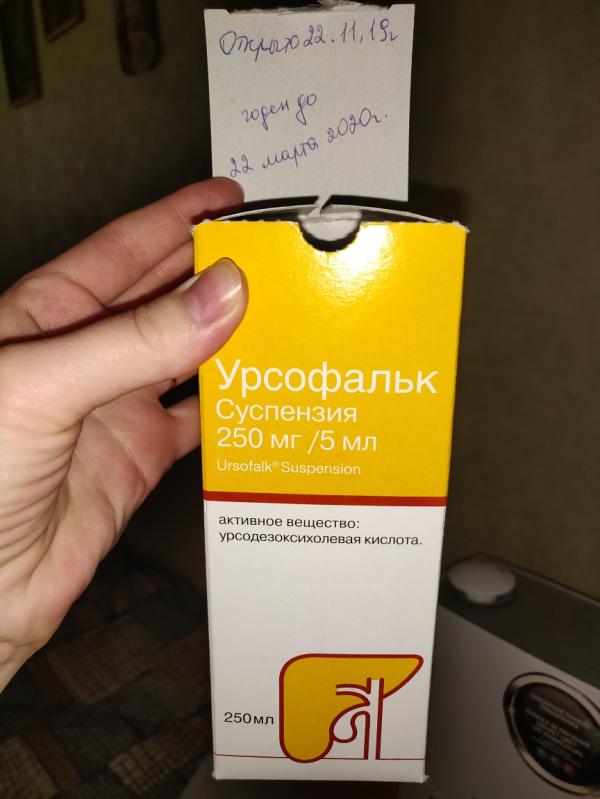 Открыто 22.11.19г
годен до
22 марта 2020г.
Урсофальк
Суспензия
250 мг /5 мл
Ursofalk® Suspension
активное вещество:
урсодезоксихолевая кислота.
250мл